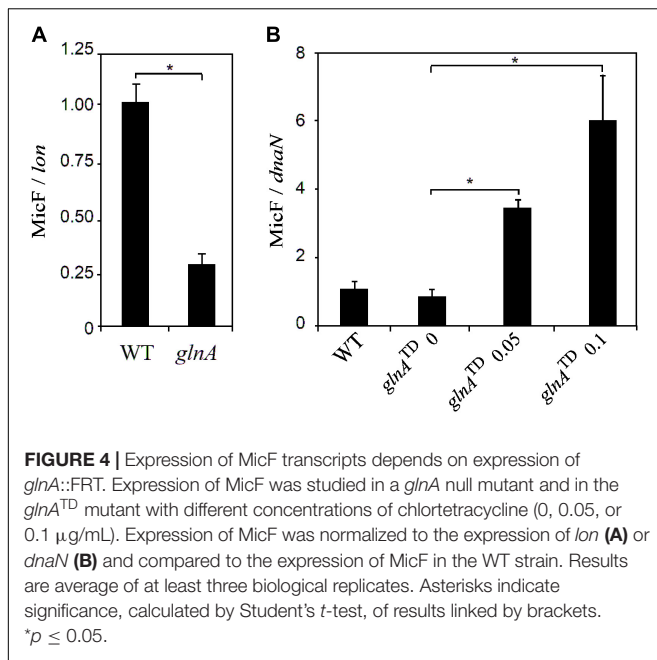 A
1.25
1.00
0.75
0.50
0.25
0
MicF / lon
*
WT
glnA
B
8
6
4
2
0
MicF / dnaN
*
*
WT
glnA^TD 0
glnA^TD 0.05
glnA^TD 0.1
FIGURE 4 | Expression of MicF transcripts depends on expression of
glnA::FRT. Expression of MicF was studied in a glnA null mutant and in the
glnA^TD mutant with different concentrations of chlortetracycline (0, 0.05, or
0.1 μg/mL). Expression of MicF was normalized to the expression of lon (A) or
dnaN (B) and compared to the expression of MicF in the WT strain. Results
are average of at least three biological replicates. Asterisks indicate
significance, calculated by Student's t-test, of results linked by brackets.
*p ≤ 0.05.